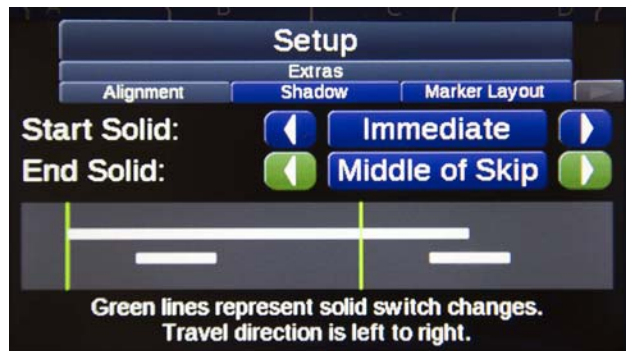 A B C D
Setup
Extras
Alignment Shadow Marker Layout
Start Solid: Immediate
End Solid: Middle of Skip
Green lines represent solid switch changes.
Travel direction is left to right.